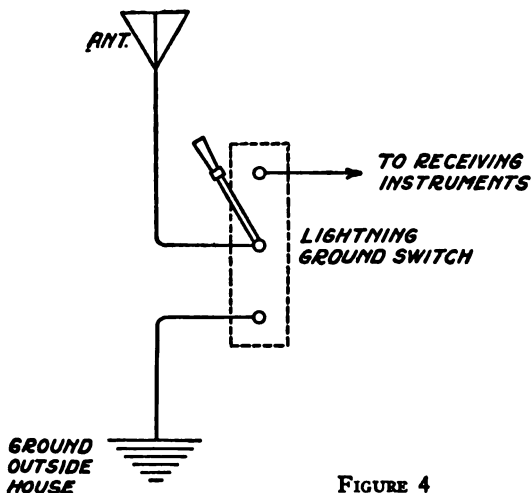 ANT.
TO RECEIVING
INSTRUMENTS
LIGHTNING
GROUND SWITCH
GROUND
OUTSIDE
HOUSE
FIGURE 4